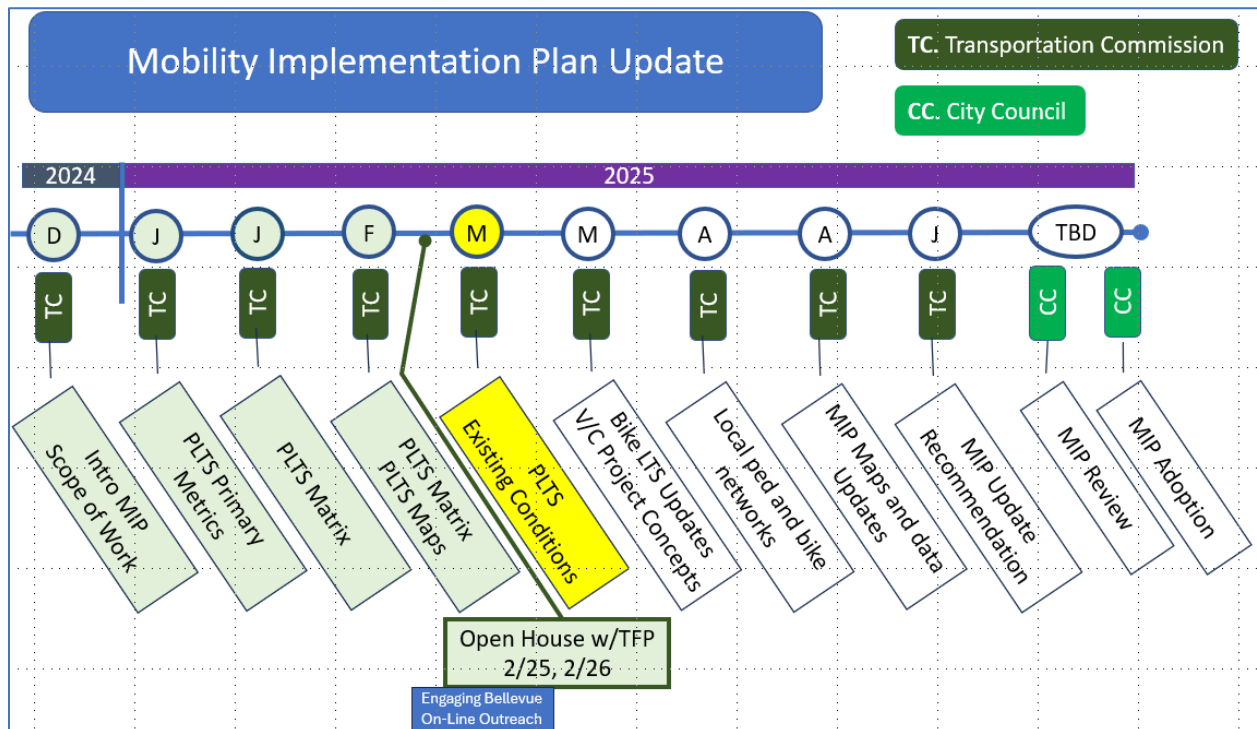 Mobility Implementation Plan Update
TC. Transportation Commission
CC. City Council
2024
2025
D
J
J
F
M
M
A
A
J
TBD
TC
TC
TC
TC
TC
TC
TC
TC
TC
CC
CC
Intro MIP
Scope of Work
PLTS Primary
Metrics
PLTS Matrix
PLTS Matrix
PLTS Maps
PLTS
Existing Conditions
Bike LTS Updates
V/C Project Concepts
Local ped and bike
networks
MIP Maps and data
Updates
MIP Update
Recommendation
MIP Review
MIP Adoption
Open House w/TFP
2/25, 2/26
Engaging Bellevue
On-Line Outreach